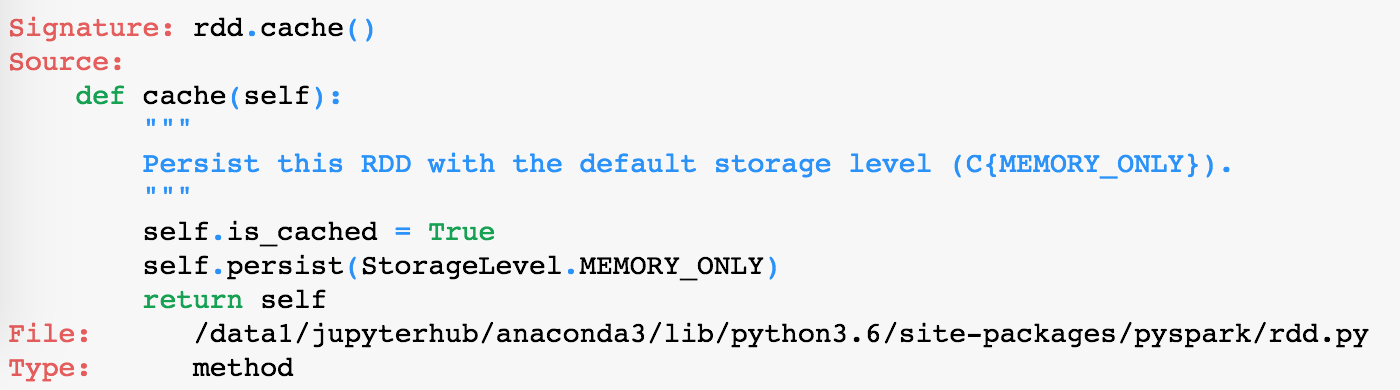 Signature: rdd.cache()
Source:
    def cache(self):
        """
        Persist this RDD with the default storage level (C{MEMORY_ONLY}).
        """
        self.is_cached = True
        self.persist(StorageLevel.MEMORY_ONLY)
        return self
File:      /data1/jupyterhub/anaconda3/lib/python3.6/site-packages/pyspark/rdd.py
Type:      method